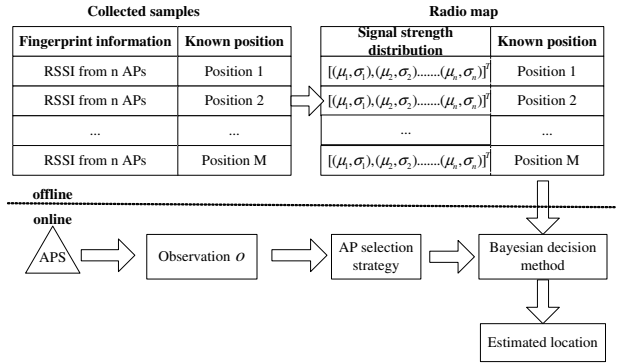 Collected samples
Radio map
Fingerprint information Known position
Signal strength distribution Known position
RSSI from n APs Position 1
[(μ₁,σ₁),(μ₂,σ₂).......(μₙ,σₙ)]ᵀ Position 1
RSSI from n APs Position 2
[(μ₁,σ₁),(μ₂,σ₂).......(μₙ,σₙ)]ᵀ Position 2
... ...
... ...
RSSI from n APs Position M
[(μ₁,σ₁),(μ₂,σ₂).......(μₙ,σₙ)]ᵀ Position M
offline
online
APS
Observation o
AP selection
strategy
Bayesian decision
method
Estimated location